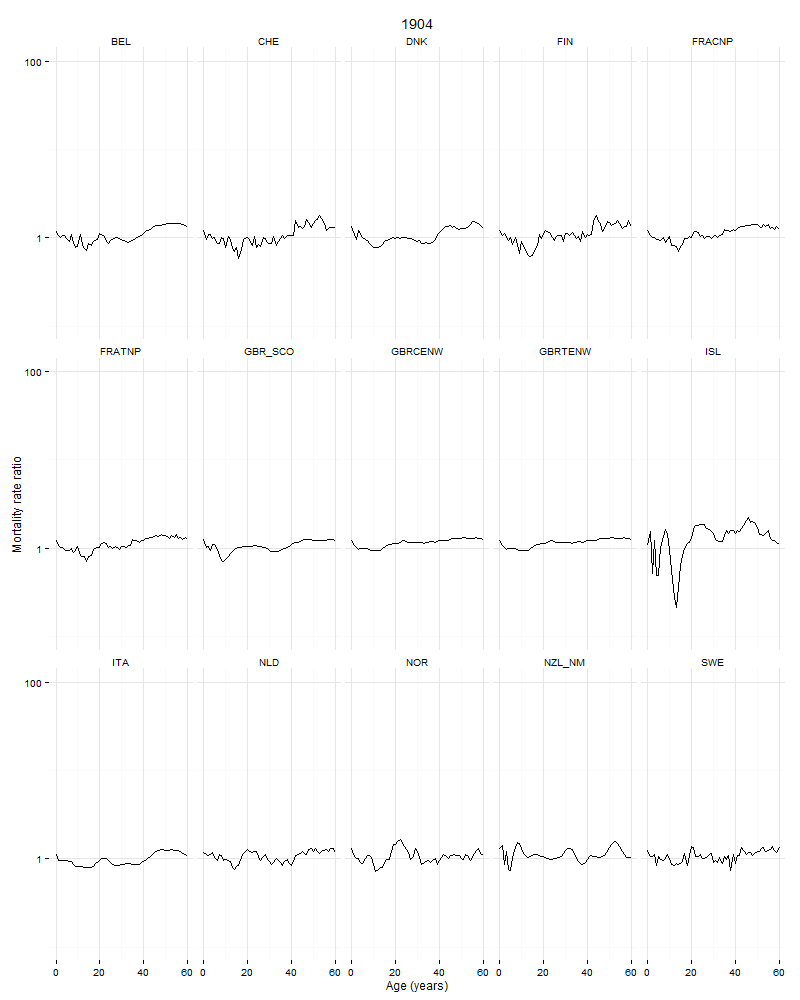 1904
BEL CHE DNK FIN FRACNP
100
1
FRATNP GBR_SCO GBRCENW GBRTENW ISL
100
1
Mortality rate ratio
ITA NLD NOR NZL_NM SWE
100
1
0 20 40 60 0 20 40 60 0 20 40 60 0 20 40 60 0 20 40 60
Age (years)